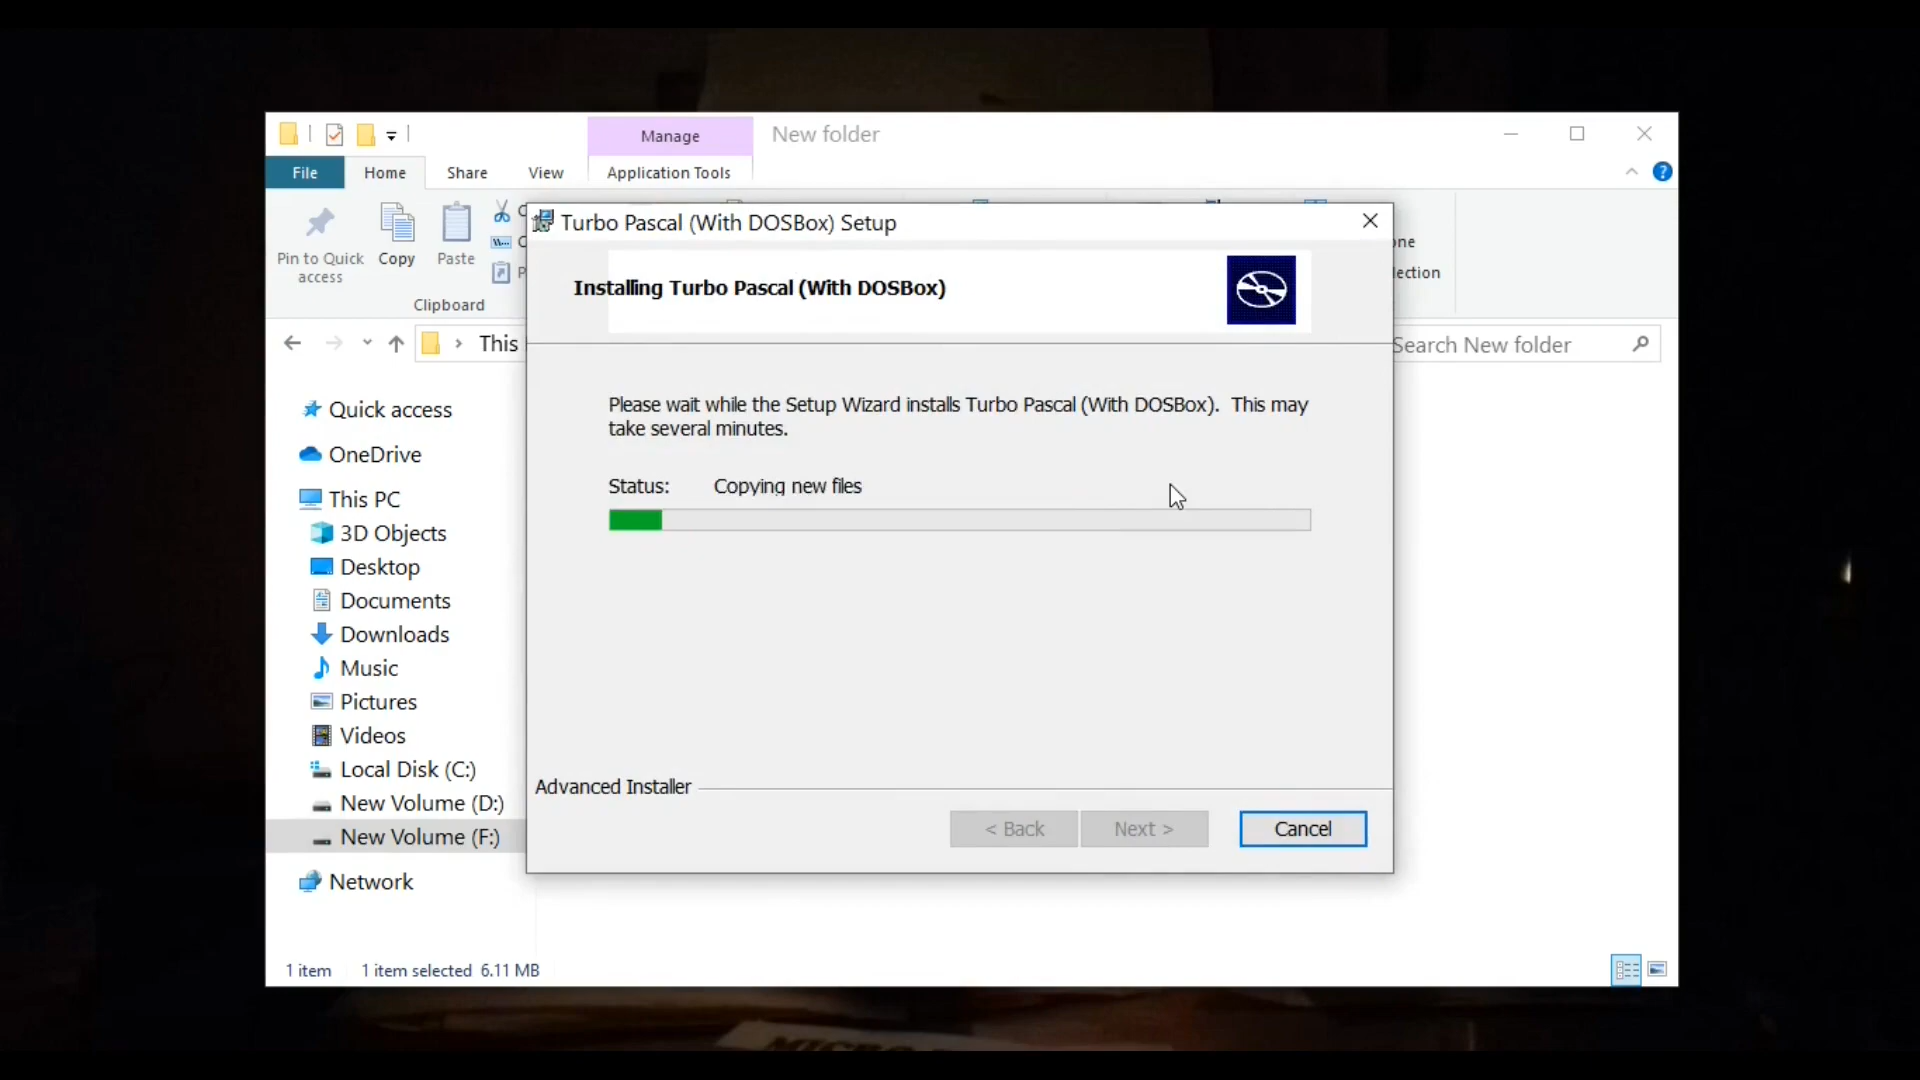 Manage
New folder
File
Home
Share
View
Application Tools
Pin to Quick
access
Copy
Paste
Clipboard
Turbo Pascal (With DOSBox) Setup
Installing Turbo Pascal (With DOSBox)
This
Search New folder
Please wait while the Setup Wizard installs Turbo Pascal (With DOSBox). This may
take several minutes.
Status: Copying new files
Quick access
OneDrive
This PC
3D Objects
Desktop
Documents
Downloads
Music
Pictures
Videos
Local Disk (C:)
New Volume (D:)
New Volume (F:)
Network
Advanced Installer
< Back
Next >
Cancel
1 item
1 item selected 6.11 MB